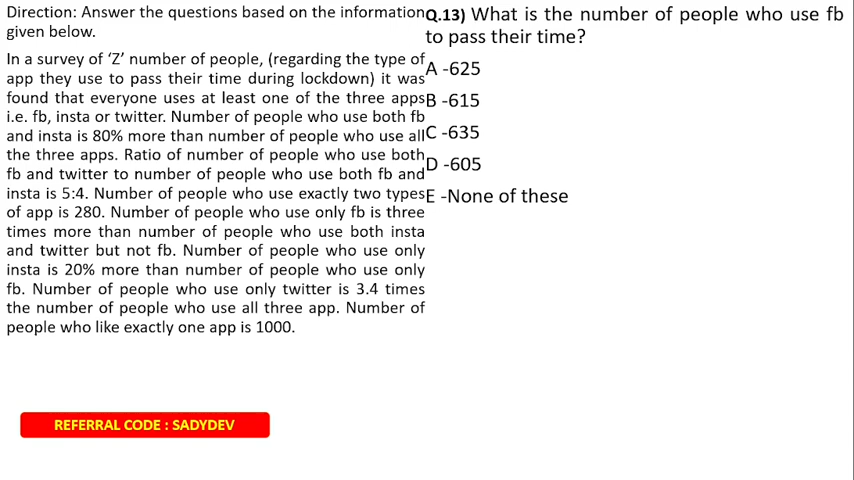 Direction: Answer the questions based on the information
given below.
In a survey of ‘Z’ number of people, (regarding the type of
app they use to pass their time during lockdown) it was
found that everyone uses at least one of the three apps
i.e. fb, insta or twitter. Number of people who use both fb
and insta is 80% more than number of people who use all
the three apps. Ratio of number of people who use both
fb and twitter to number of people who use both fb and
insta is 5:4. Number of people who use exactly two types
of app is 280. Number of people who use only fb is three
times more than number of people who use both insta
and twitter but not fb. Number of people who use only
insta is 20% more than number of people who use only
fb. Number of people who use only twitter is 3.4 times
the number of people who use all three app. Number of
people who like exactly one app is 1000.
REFERRAL CODE : SADYDEV
Q.13) What is the number of people who use fb
to pass their time?
A -625
B -615
C -635
D -605
E -None of these